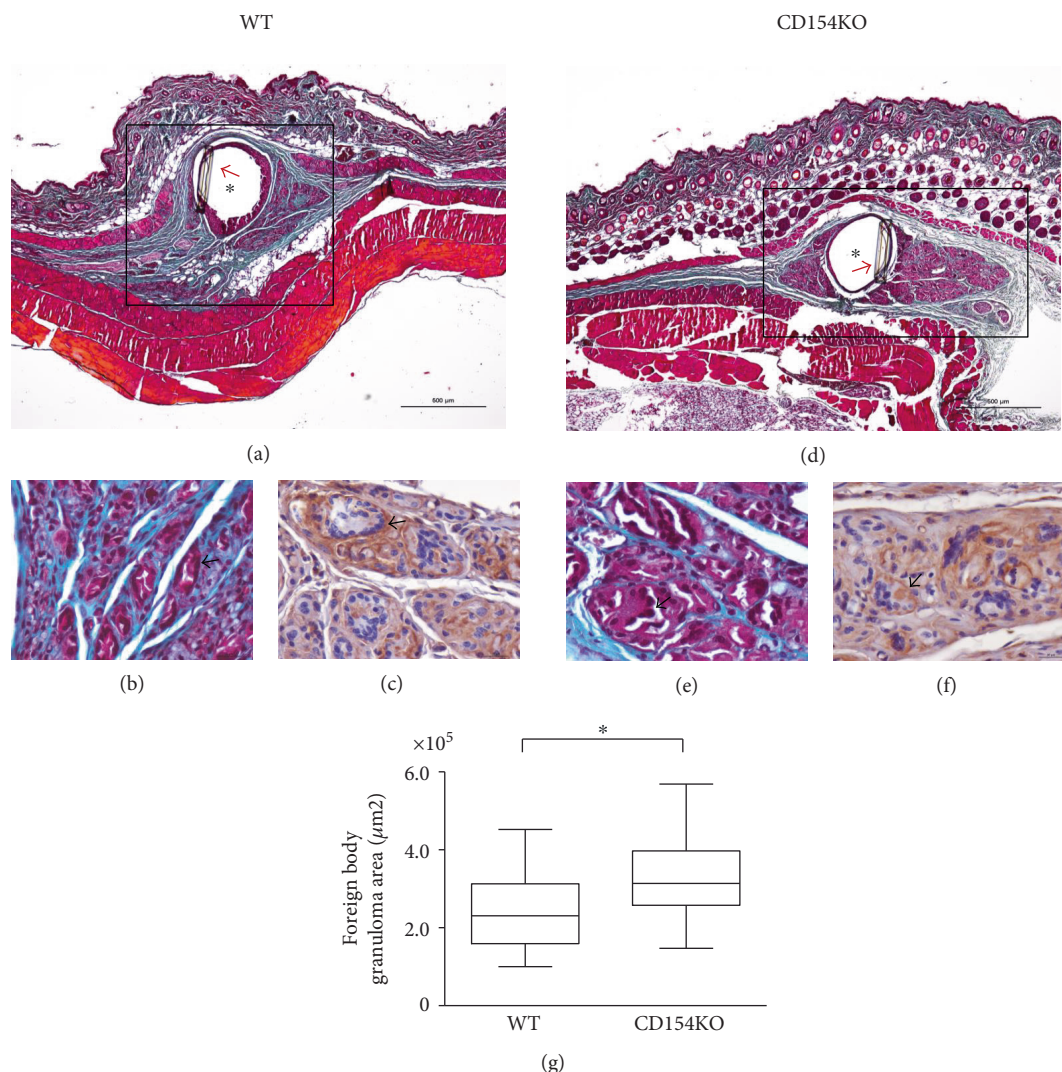 WT
CD154KO
*
*
500 µm
500 µm
(a)
(d)
(b)
(c)
(e)
(f)
×10⁵
*
6.0
4.0
2.0
0
Foreign body
granuloma area (μm2)
WT
CD154KO
(g)